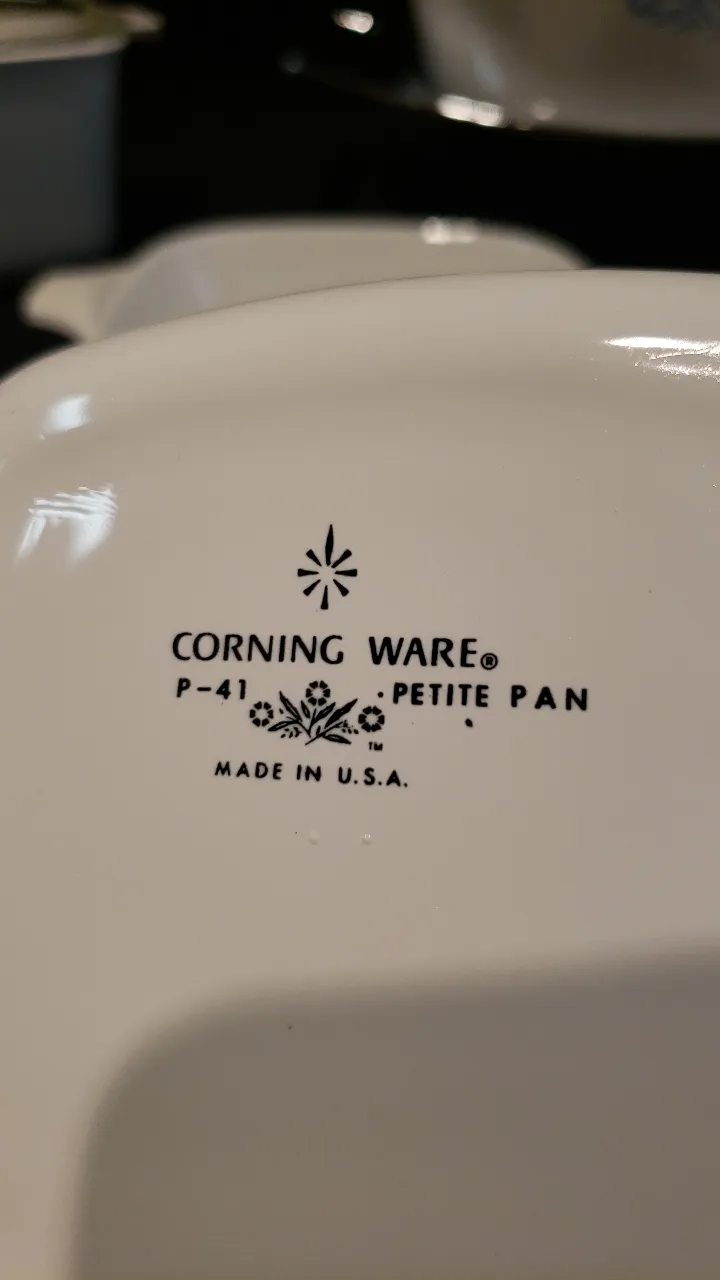 CORNING WARE®
P-41 · PETITE PAN
TM
MADE IN U.S.A.